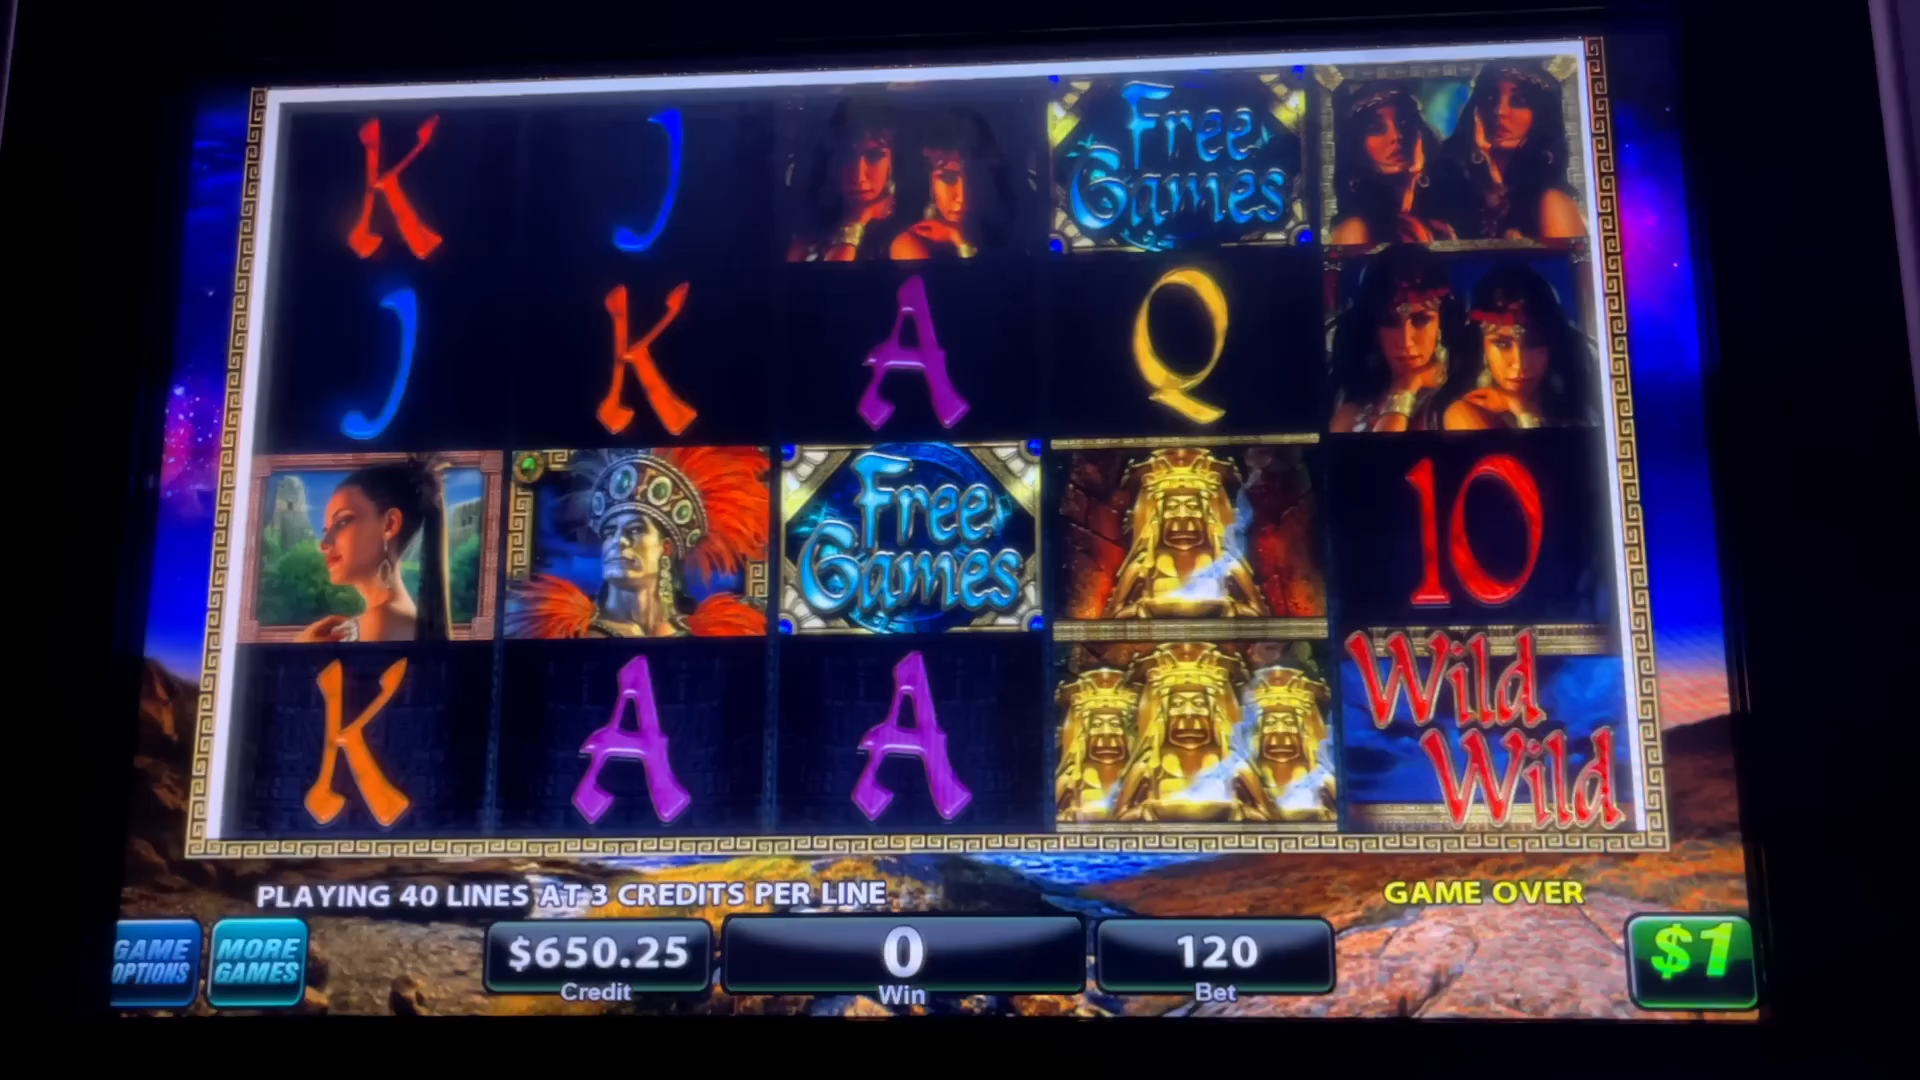 K J Free Games
J K A Q
Free Games 10
K A A Wild Wild
PLAYING 40 LINES AT 3 CREDITS PER LINE
GAME OVER
GAME OPTIONS
MORE GAMES
$650.25
Credit
0
Win
120
Bet
$1